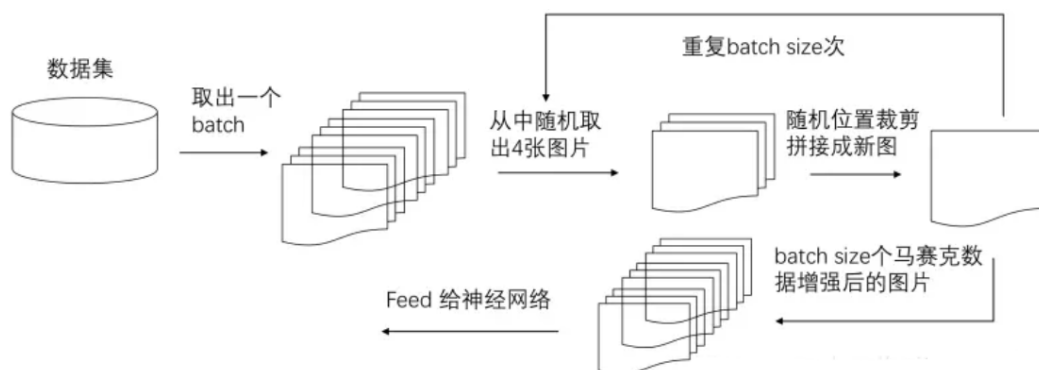 数据集
取出一个
batch
从中随机取
出4张图片
重复batch size次
随机位置裁剪
拼接成新图
batch size个马赛克数
据增强后的图片
Feed 给神经网络